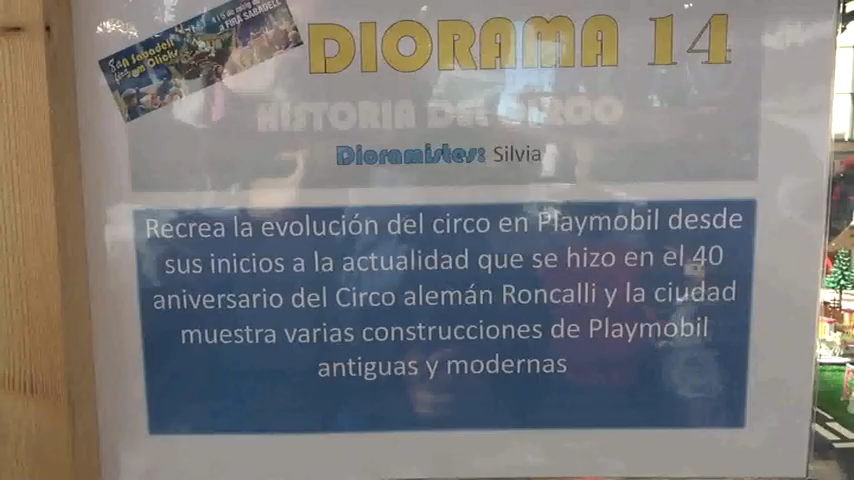 a FIRA SABADELL
DIORAMA 14
HISTORIA DEL CIRCO
Dioramistes: Silvia
Recrea la evolución del circo en Playmobil desde
sus inicios a la actualidad que se hizo en el 40
aniversario del Circo alemán Roncalli y la ciudad
muestra varias construcciones de Playmobil
antiguas y modernas